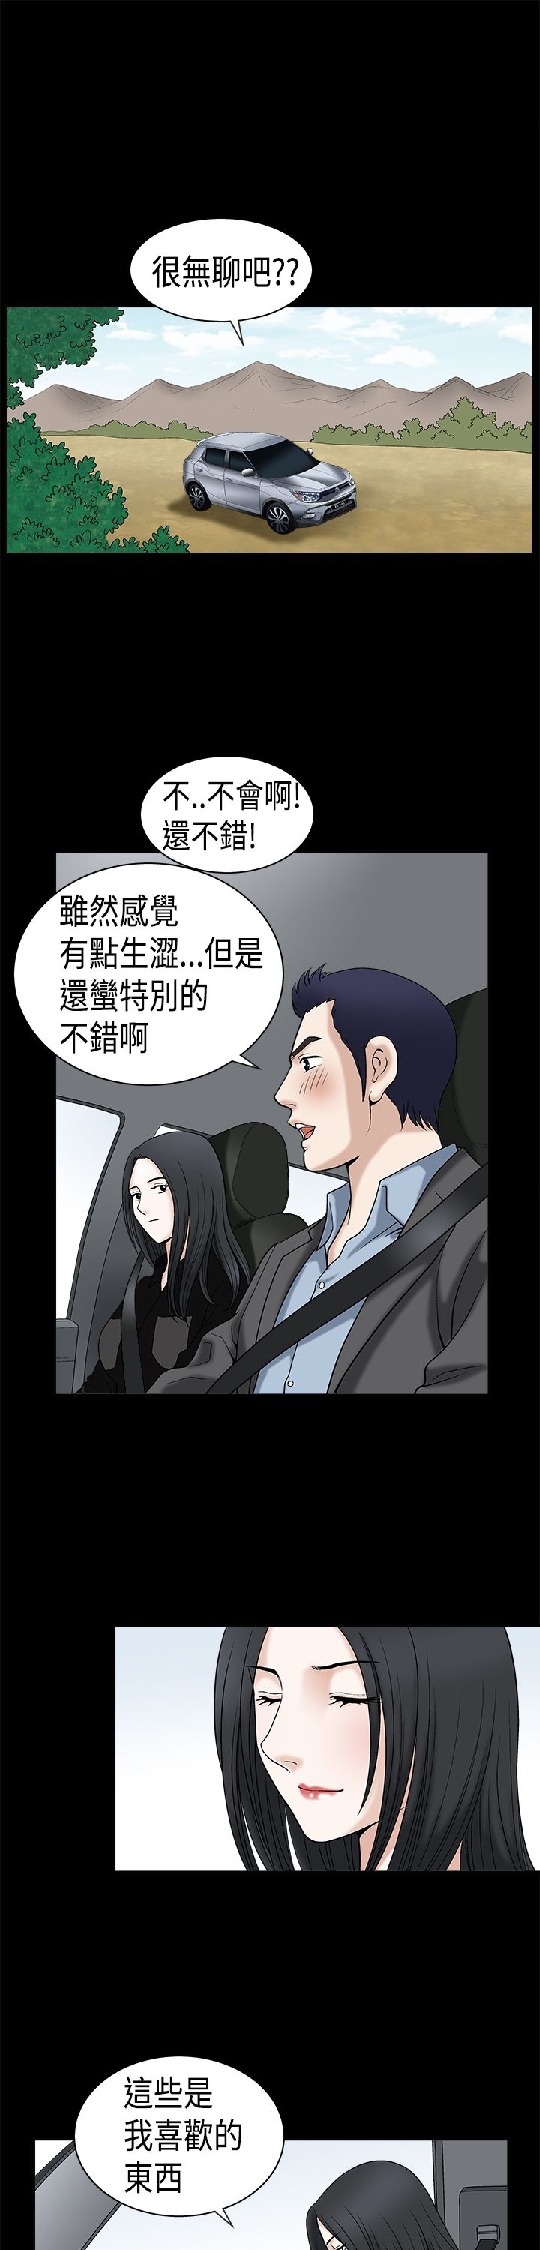 很無聊吧??
不..不會啊!
還不錯!
雖然感覺
有點生澀...但是
還蠻特別的
不錯啊
這些是
我喜歡的
東西